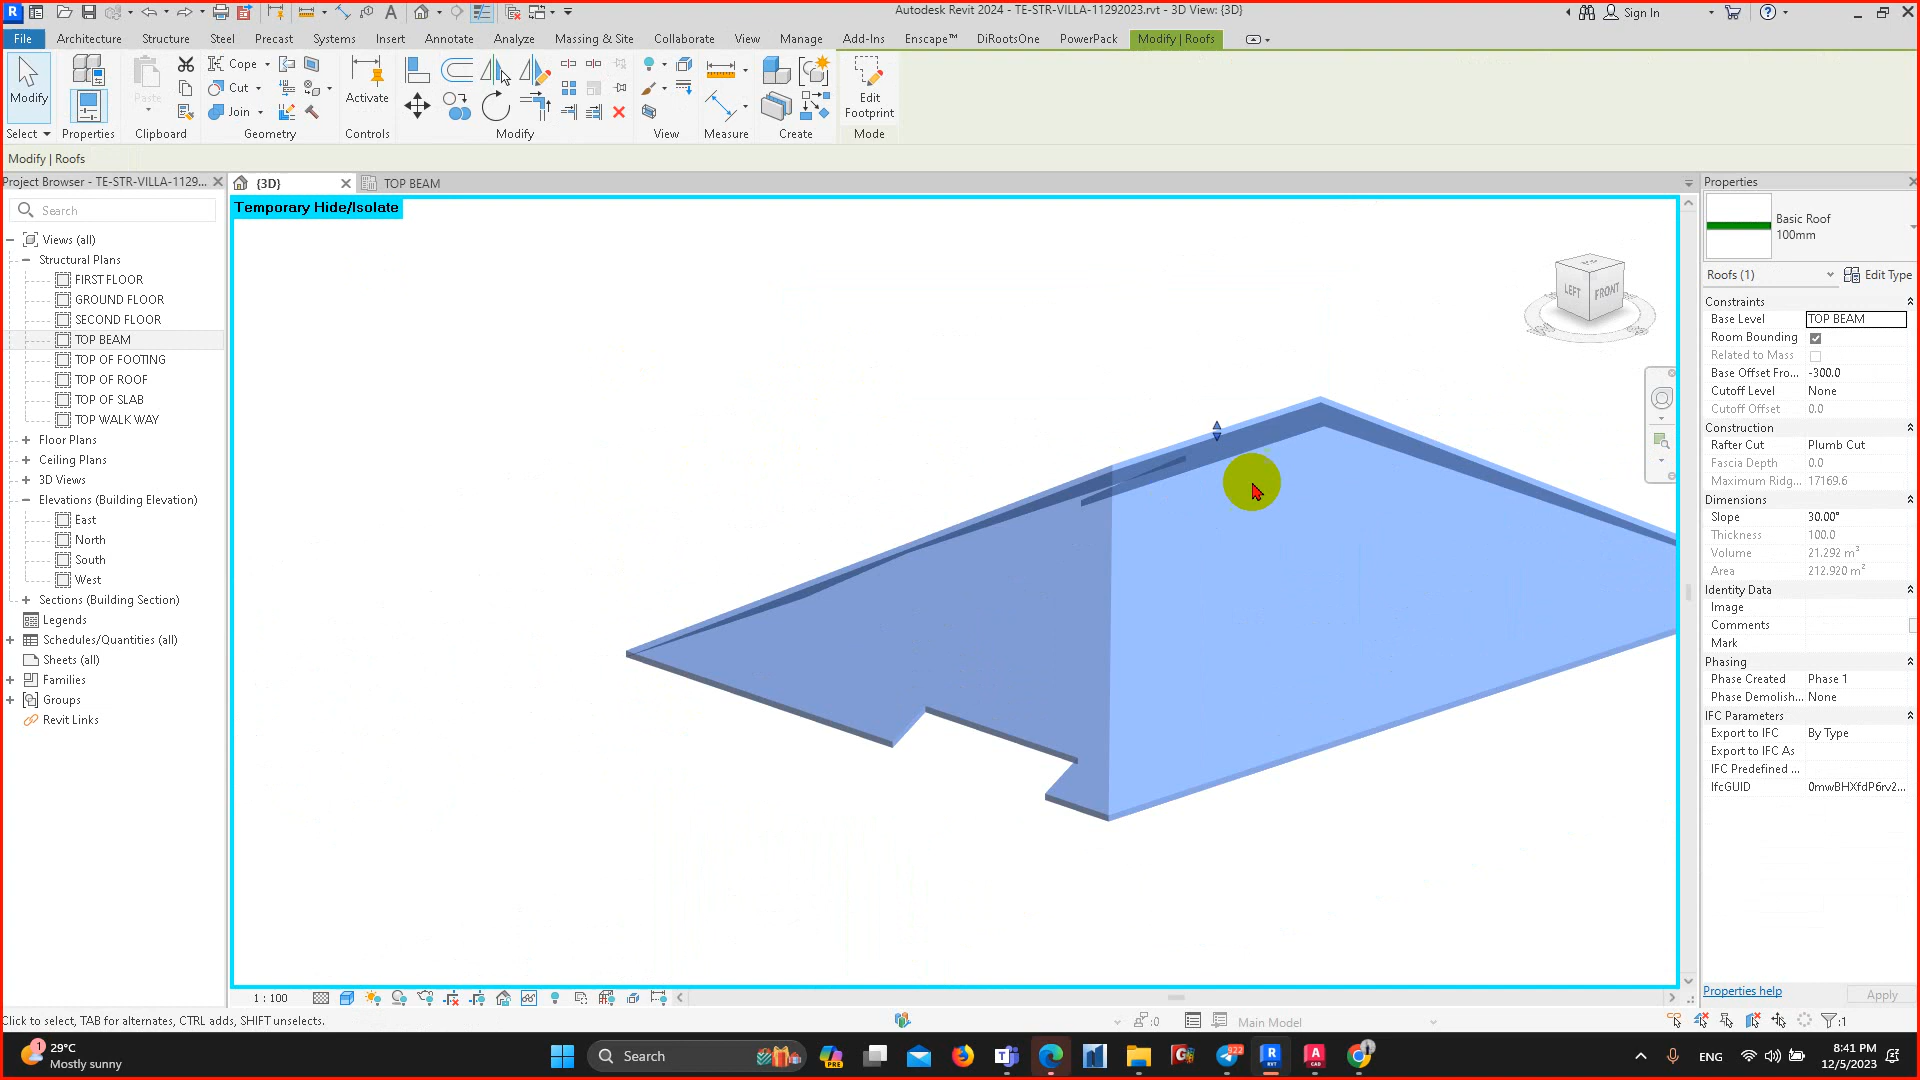 Autodesk Revit 2024 - TE-STR-VILLA-11292023.rvt - 3D View: {3D}
Sign In
File Architecture Structure Steel Precast Systems Insert Annotate Analyze Massing & Site Collaborate View Manage Add-Ins Enscape™ DiRootsOne PowerPack Modify | Roofs
Modify
Paste
Cope
Cut
Join
Activate
Edit
Footprint
Select Properties Clipboard Geometry Controls Modify View Measure Create Mode
Modify | Roofs
Project Browser - TE-STR-VILLA-1129...
{3D}
TOP BEAM
Properties
Search
Temporary Hide/Isolate
Views (all)
Structural Plans
FIRST FLOOR
GROUND FLOOR
SECOND FLOOR
TOP BEAM
TOP OF FOOTING
TOP OF ROOF
TOP OF SLAB
TOP WALK WAY
Floor Plans
Ceiling Plans
3D Views
Elevations (Building Elevation)
East
North
South
West
Sections (Building Section)
Legends
Schedules/Quantities (all)
Sheets (all)
Families
Groups
Revit Links
LEFT FRONT
Basic Roof
100mm
Roofs (1) Edit Type
Constraints
Base Level TOP BEAM
Room Bounding
Related to Mass
Base Offset Fro... -300.0
Cutoff Level None
Cutoff Offset 0.0
Construction
Rafter Cut Plumb Cut
Fascia Depth 0.0
Maximum Ridg... 17169.6
Dimensions
Slope 30.00°
Thickness 100.0
Volume 21.292 m³
Area 212.920 m²
Identity Data
Image
Comments
Mark
Phasing
Phase Created Phase 1
Phase Demolish... None
IFC Parameters
Export to IFC By Type
Export to IFC As
IFC Predefined ...
IfcGUID 0mwBHXfdP6rv2...
Properties help Apply
1 : 100
Click to select, TAB for alternates, CTRL adds, SHIFT unselects.
:0
Main Model
:1
1
29°C
Mostly sunny
Search
PRE
ENG
8:41 PM
12/5/2023